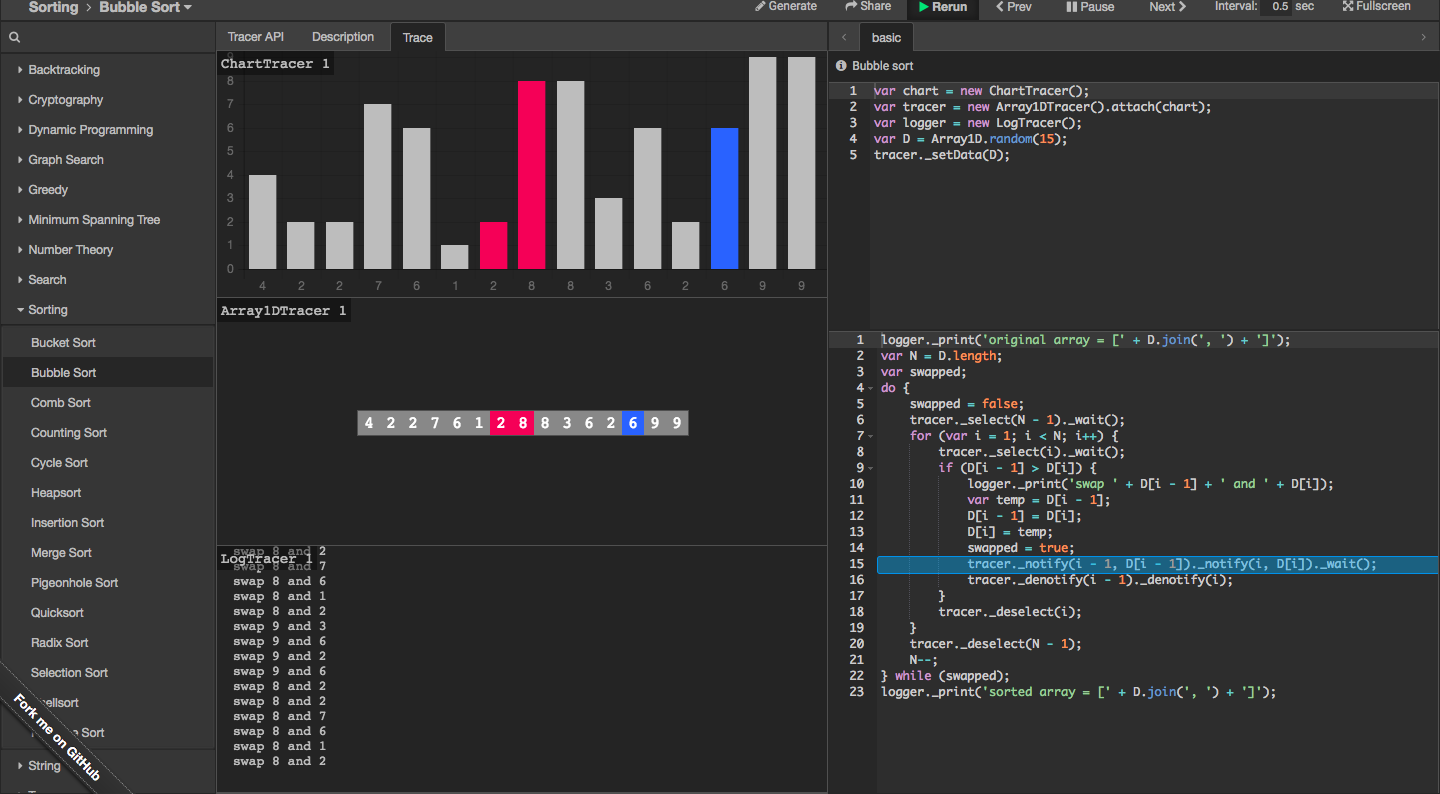 Sorting > Bubble Sort
Generate Share Rerun Prev Pause Next Interval: 0.5 sec Fullscreen
Backtracking
Cryptography
Dynamic Programming
Graph Search
Greedy
Minimum Spanning Tree
Number Theory
Search
Sorting
Bucket Sort
Bubble Sort
Comb Sort
Counting Sort
Cycle Sort
Heapsort
Insertion Sort
Merge Sort
Pigeonhole Sort
Quicksort
Radix Sort
Selection Sort
ellsort
Sort
String
Fork me on GitHub
Tracer API Description Trace
ChartTracer 1
9
8
7
6
5
4
3
2
1
0
4 2 2 7 6 1 2 8 8 3 6 2 6 9 9
Array1DTracer 1
4 2 2 7 6 1 2 8 8 3 6 2 6 9 9
LogTracer 1
swap 8 and 2
swap 8 and 7
swap 8 and 6
swap 8 and 1
swap 8 and 2
swap 9 and 3
swap 9 and 6
swap 9 and 2
swap 9 and 6
swap 8 and 2
swap 8 and 2
swap 8 and 7
swap 8 and 6
swap 8 and 1
swap 8 and 2
basic
Bubble sort
1 var chart = new ChartTracer();
2 var tracer = new Array1DTracer().attach(chart);
3 var logger = new LogTracer();
4 var D = Array1D.random(15);
5 tracer._setData(D);
1 logger._print('original array = [' + D.join(', ') + ']');
2 var N = D.length;
3 var swapped;
4 do {
5 swapped = false;
6 tracer._select(N - 1)._wait();
7 for (var i = 1; i < N; i++) {
8 tracer._select(i)._wait();
9 if (D[i - 1] > D[i]) {
10 logger._print('swap ' + D[i - 1] + ' and ' + D[i]);
11 var temp = D[i - 1];
12 D[i - 1] = D[i];
13 D[i] = temp;
14 swapped = true;
15 tracer._notify(i - 1, D[i - 1])._notify(i, D[i])._wait();
16 tracer._denotify(i - 1)._denotify(i);
17 }
18 tracer._deselect(i);
19 }
20 tracer._deselect(N - 1);
21 N--;
22 } while (swapped);
23 logger._print('sorted array = [' + D.join(', ') + ']');